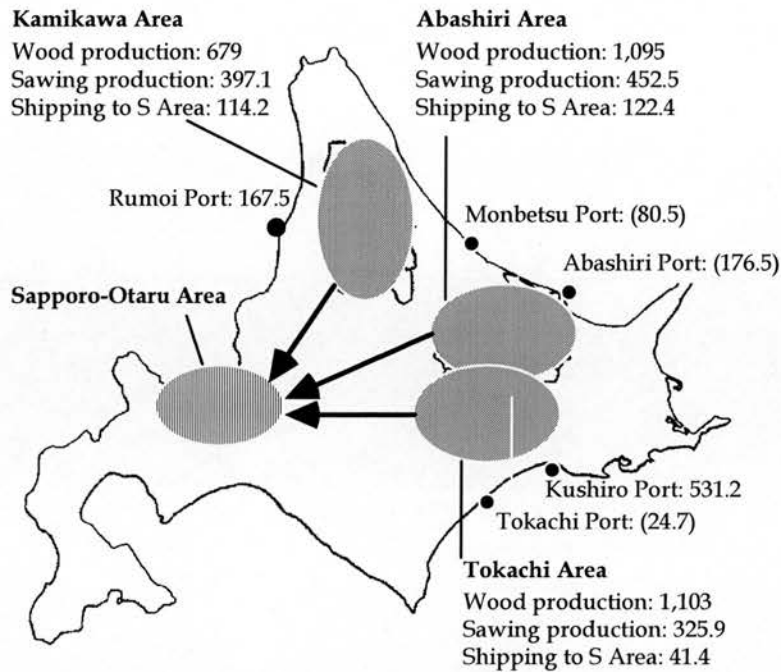 Kamikawa Area
Wood production: 679
Sawing production: 397.1
Shipping to S Area: 114.2
Abashiri Area
Wood production: 1,095
Sawing production: 452.5
Shipping to S Area: 122.4
Rumoi Port: 167.5
Monbetsu Port: (80.5)
Abashiri Port: (176.5)
Sapporo-Otaru Area
Kushiro Port: 531.2
Tokachi Port: (24.7)
Tokachi Area
Wood production: 1,103
Sawing production: 325.9
Shipping to S Area: 41.4